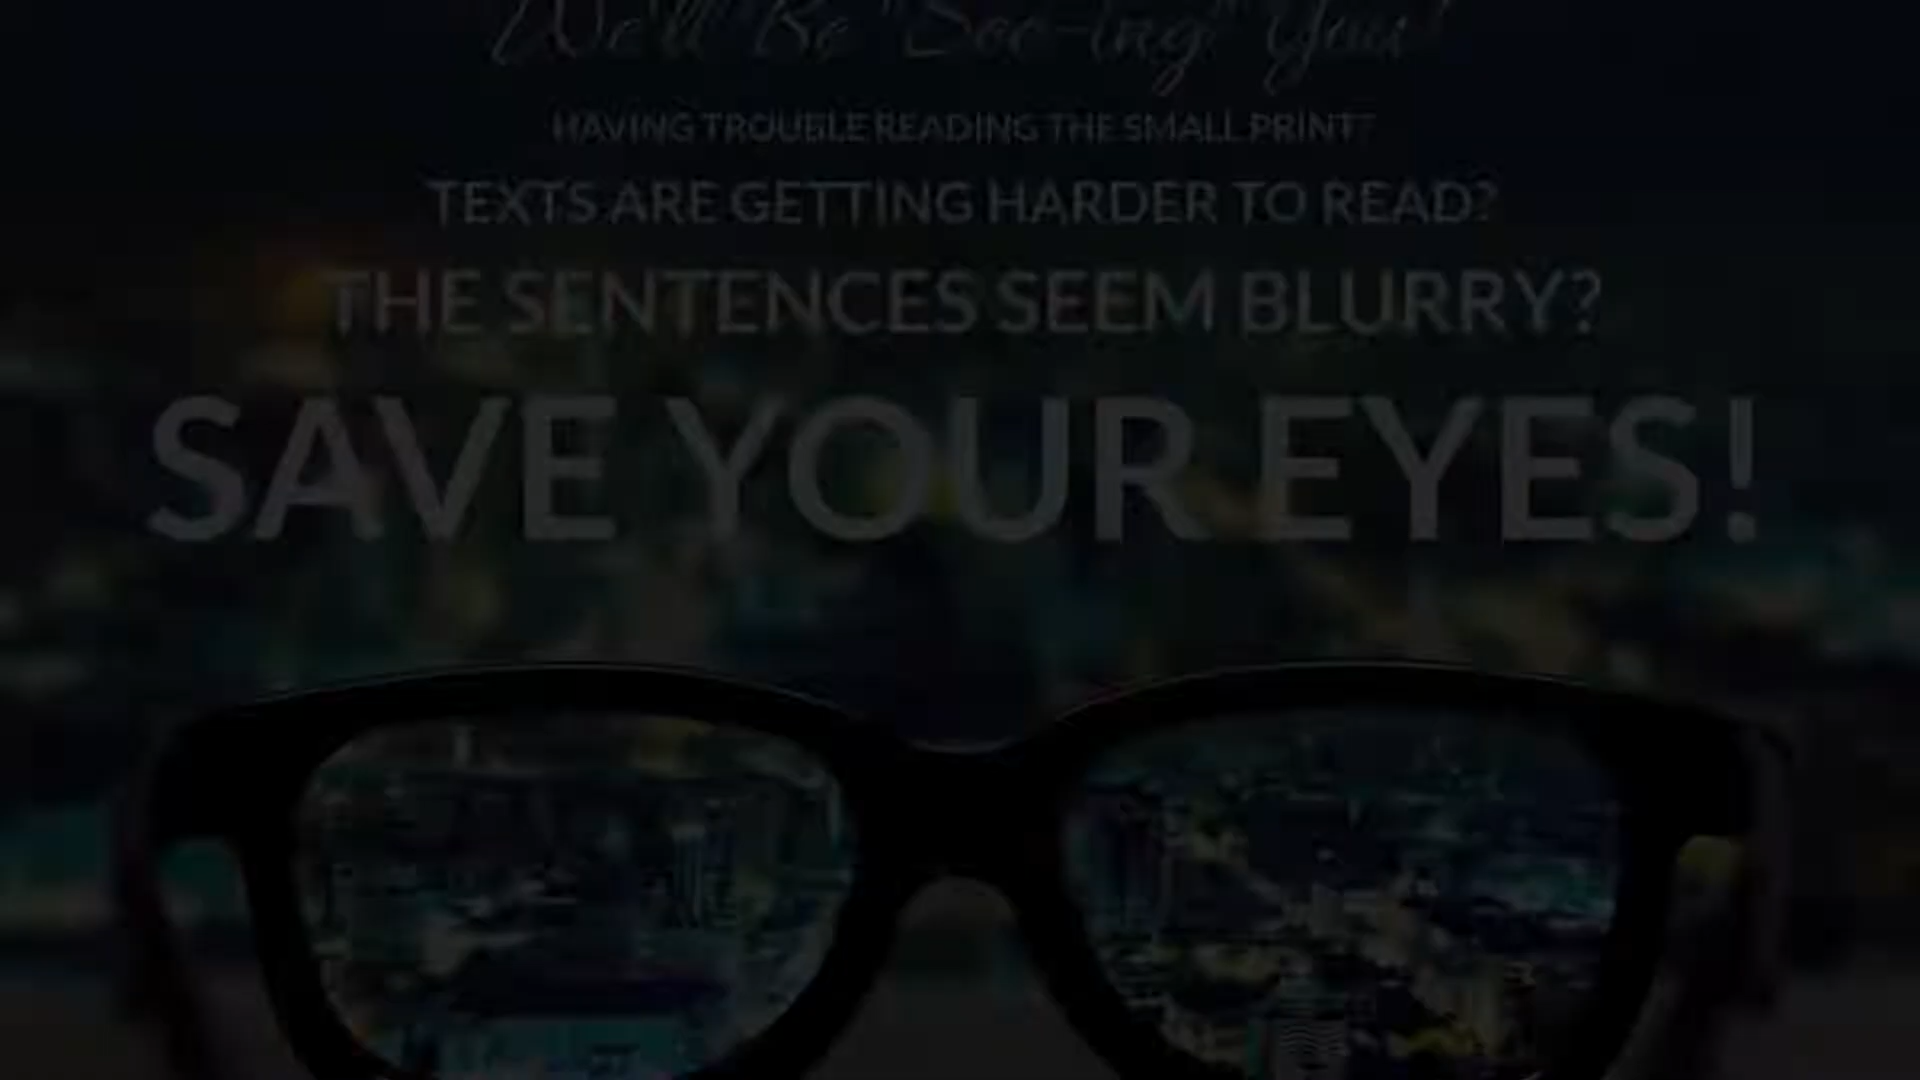 We'll Be "See-ing" You!
HAVING TROUBLE READING THE SMALL PRINT?
TEXTS ARE GETTING HARDER TO READ?
THE SENTENCES SEEM BLURRY?
SAVE YOUR EYES!